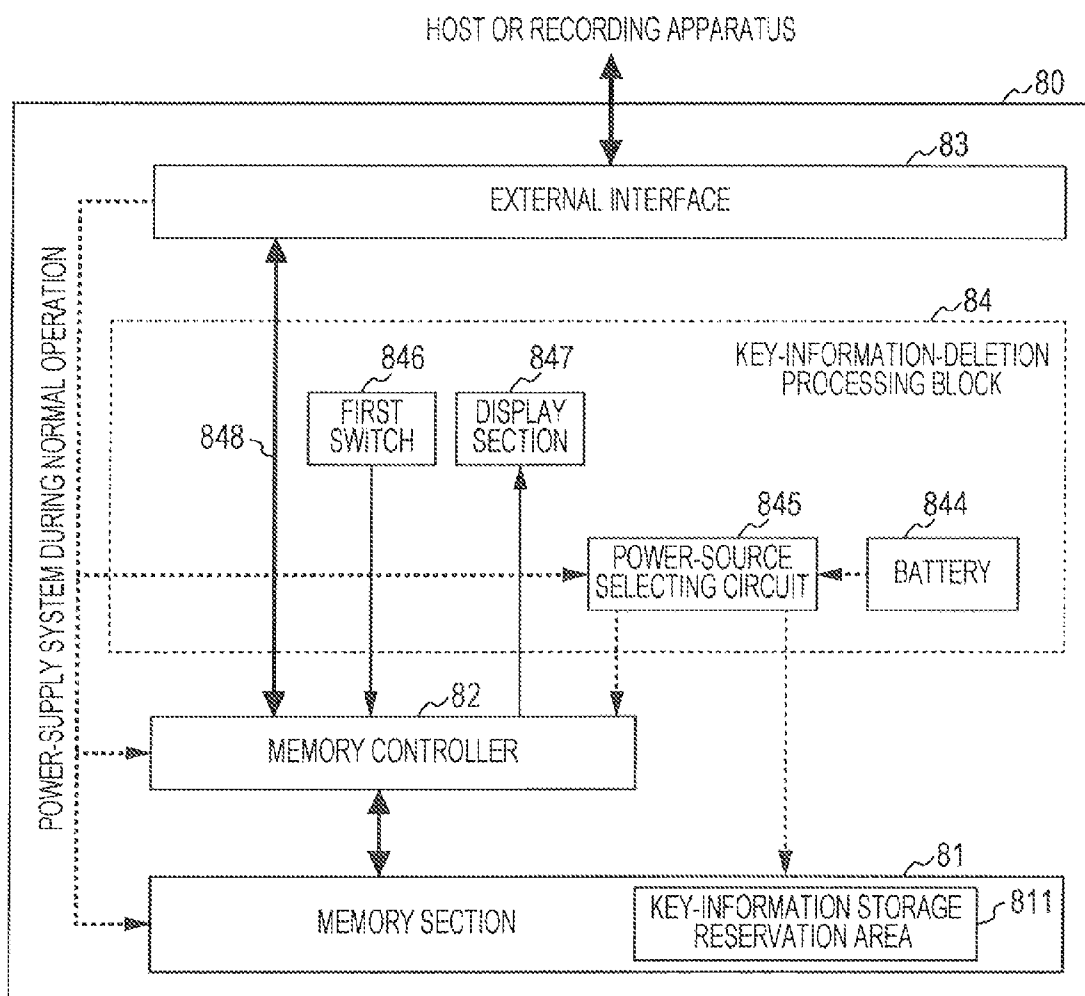 HOST OR RECORDING APPARATUS
80
83
EXTERNAL INTERFACE
POWER-SUPPLY SYSTEM DURING NORMAL OPERATION
84
KEY-INFORMATION-DELETION
PROCESSING BLOCK
846
847
FIRST
SWITCH
DISPLAY
SECTION
848
845
844
POWER-SOURCE
SELECTING CIRCUIT
BATTERY
82
MEMORY CONTROLLER
81
MEMORY SECTION
KEY-INFORMATION STORAGE
RESERVATION AREA
811